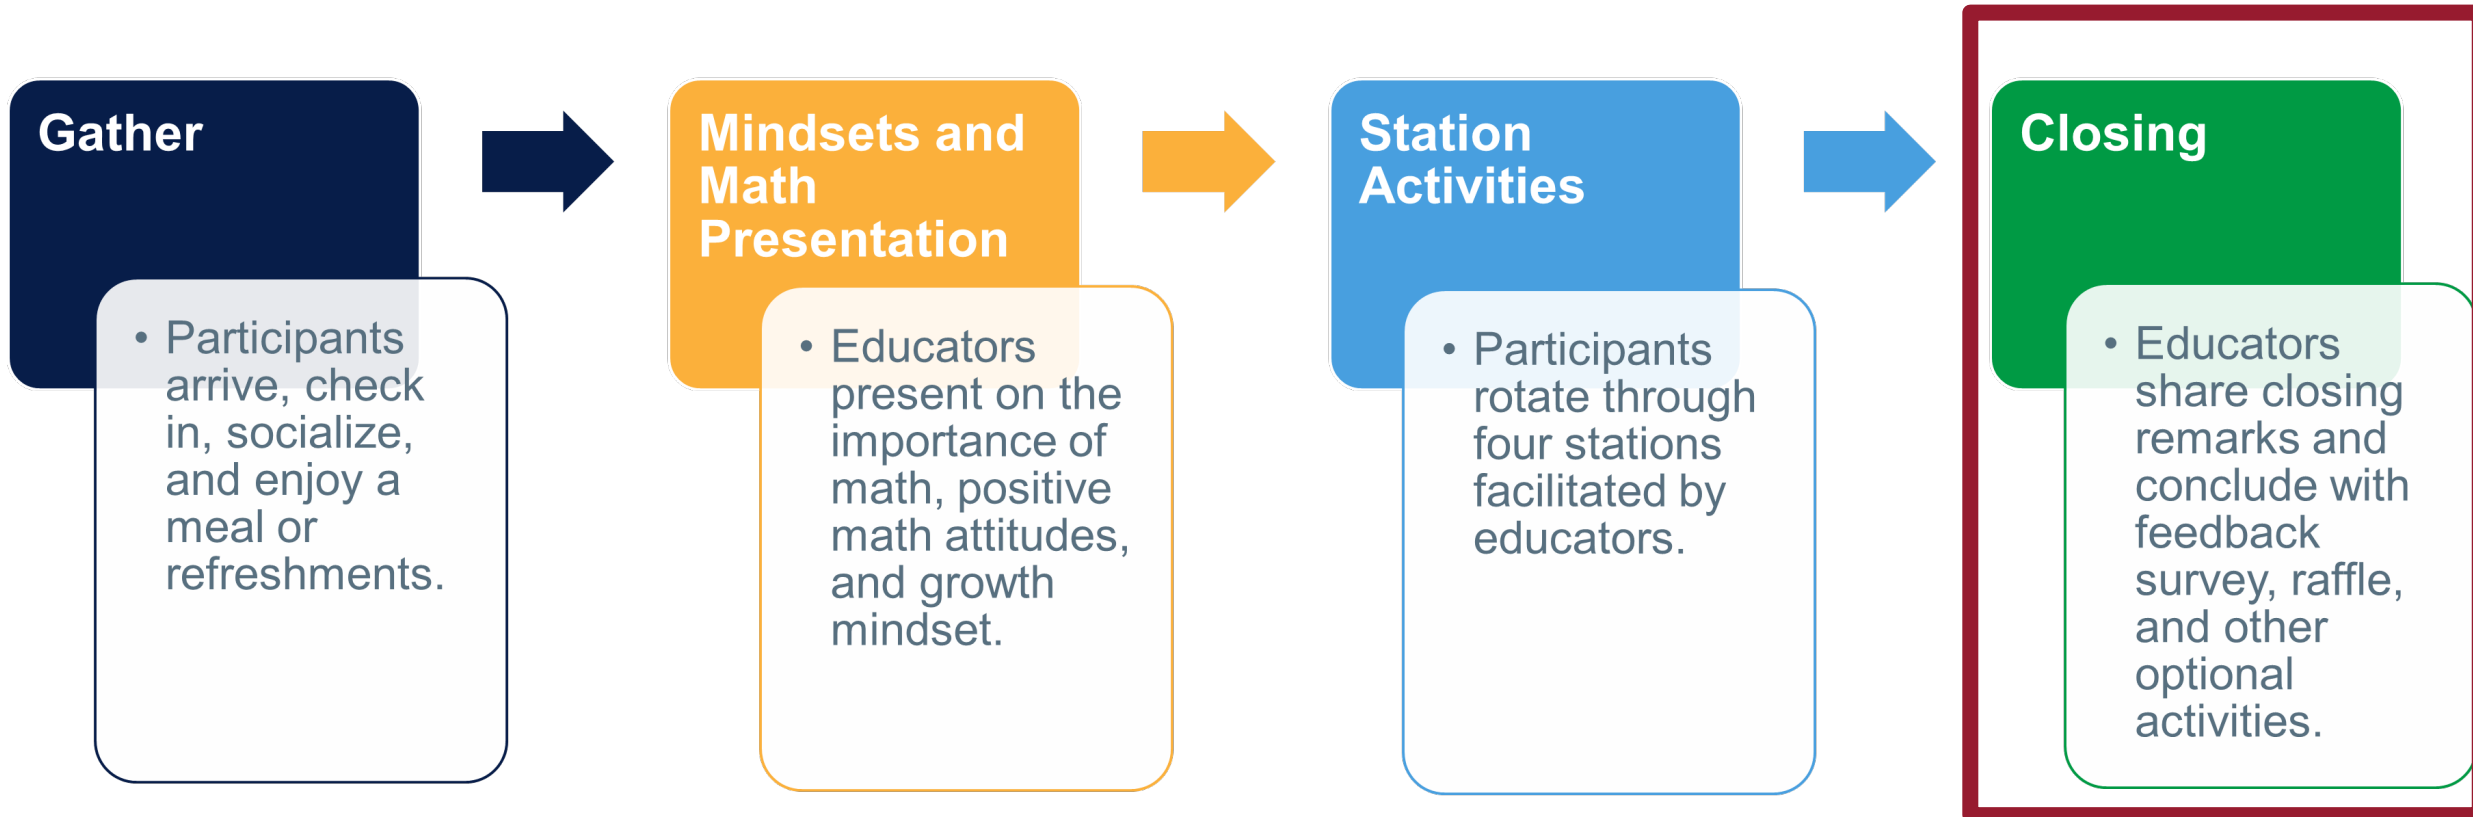 Gather
• Participants
arrive, check
in, socialize,
and enjoy a
meal or
refreshments.
Mindsets and
Math
Presentation
• Educators
present on the
importance of
math, positive
math attitudes,
and growth
mindset.
Station
Activities
• Participants
rotate through
four stations
facilitated by
educators.
Closing
• Educators
share closing
remarks and
conclude with
feedback
survey, raffle,
and other
optional
activities.